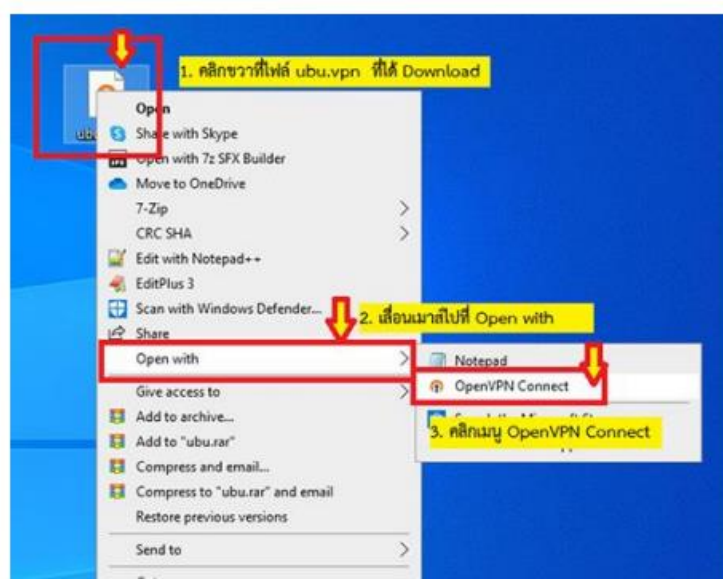 1. คลิกขวาที่ไฟล์ ubu.vpn ที่ได้ Download
Open
Share with Skype
Open with 7z SFX Builder
Move to OneDrive
7-Zip
CRC SHA
Edit with Notepad++
EditPlus 3
Scan with Windows Defender...
2. เลื่อนเมาส์ไปที่ Open with
Share
Open with
Notepad
OpenVPN Connect
Give access to
Add to archive...
3. คลิกเมนู OpenVPN Connect
Add to "ubu.rar"
Compress and email...
Compress to "ubu.rar" and email
Restore previous versions
Send to